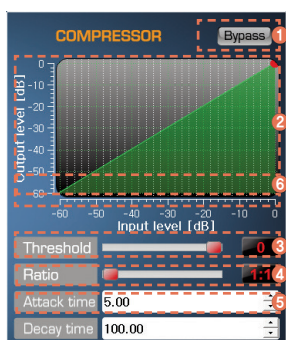 COMPRESSOR
Bypass 1
Output level [dB]
0
-10
-20
-30
-40
-50
-60
2
6
-60 -50 -40 -30 -20 -10 0
Input level [dB]
Threshold 0 3
Ratio 1:1 4
Attack time 5.00 5
Decay time 100.00